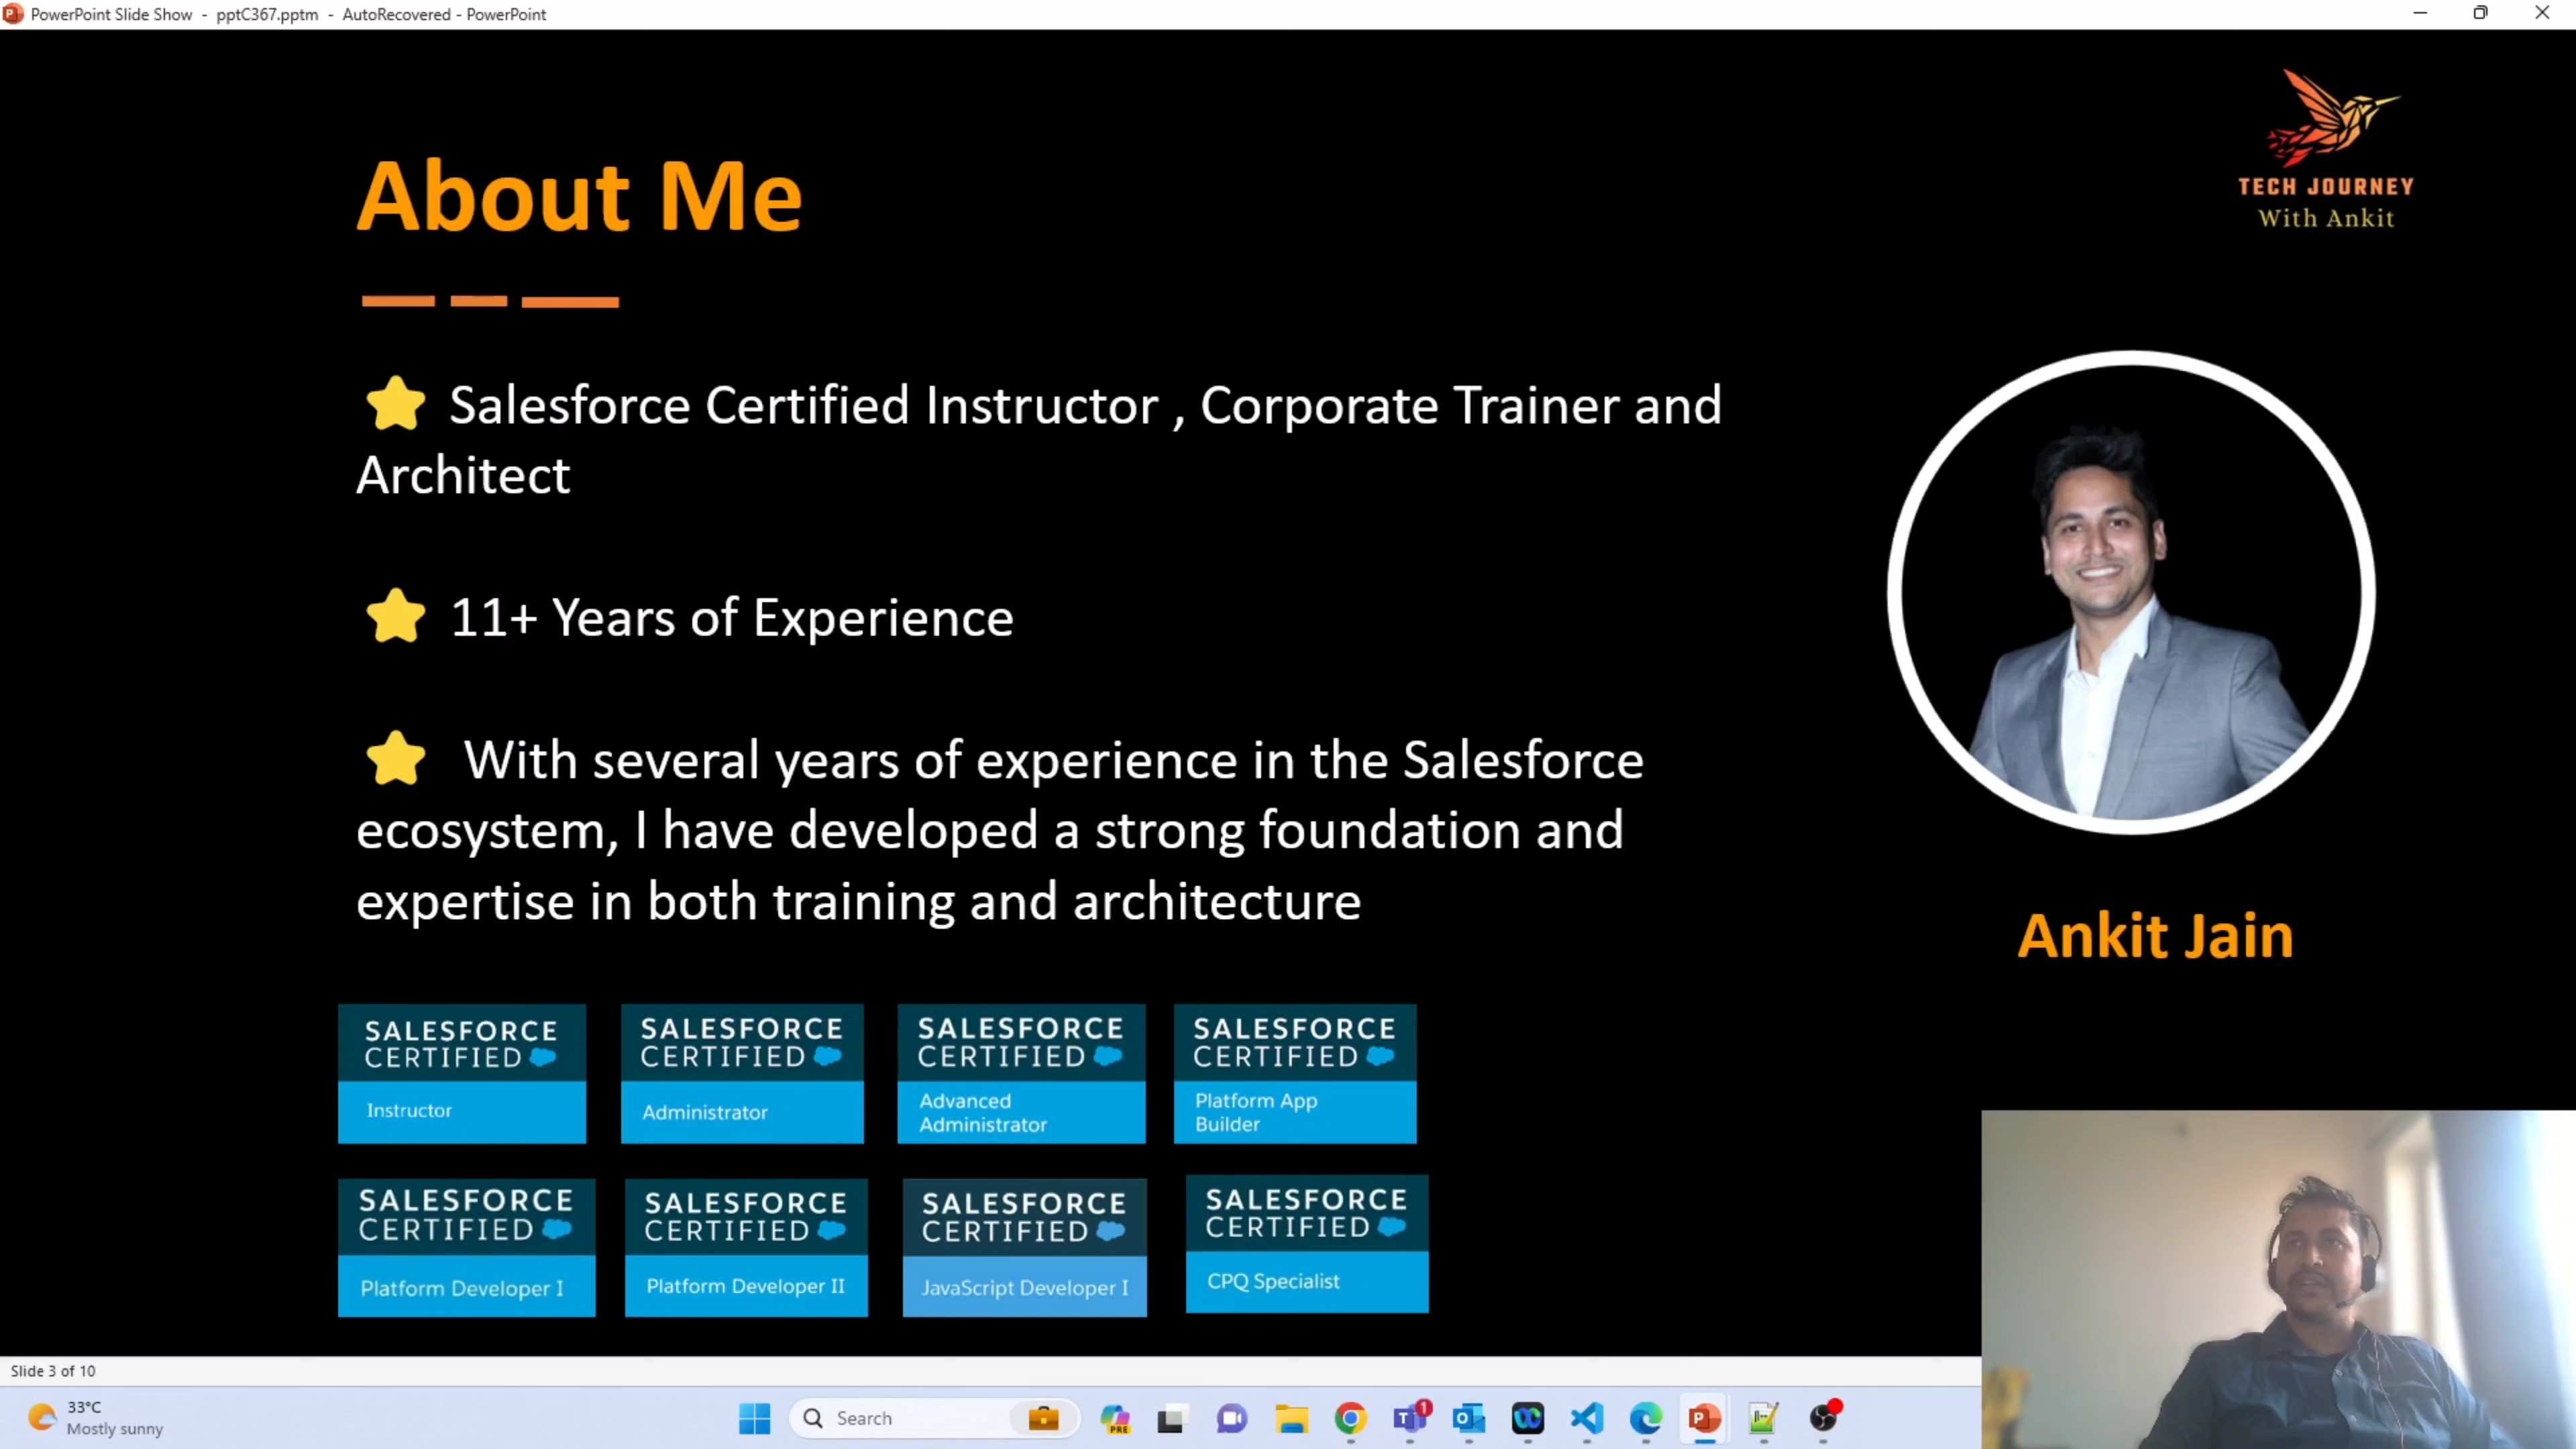 PowerPoint Slide Show - pptC367.pptm - AutoRecovered - PowerPoint
TECH JOURNEY
With Ankit
About Me
Salesforce Certified Instructor , Corporate Trainer and
Architect
11+ Years of Experience
With several years of experience in the Salesforce
ecosystem, I have developed a strong foundation and
expertise in both training and architecture
Ankit Jain
SALESFORCE
CERTIFIED
Instructor
SALESFORCE
CERTIFIED
Administrator
SALESFORCE
CERTIFIED
Advanced
Administrator
SALESFORCE
CERTIFIED
Platform App
Builder
SALESFORCE
CERTIFIED
Platform Developer I
SALESFORCE
CERTIFIED
Platform Developer II
SALESFORCE
CERTIFIED
JavaScript Developer I
SALESFORCE
CERTIFIED
CPQ Specialist
Slide 3 of 10
33°C
Mostly sunny
Search
PRE
1